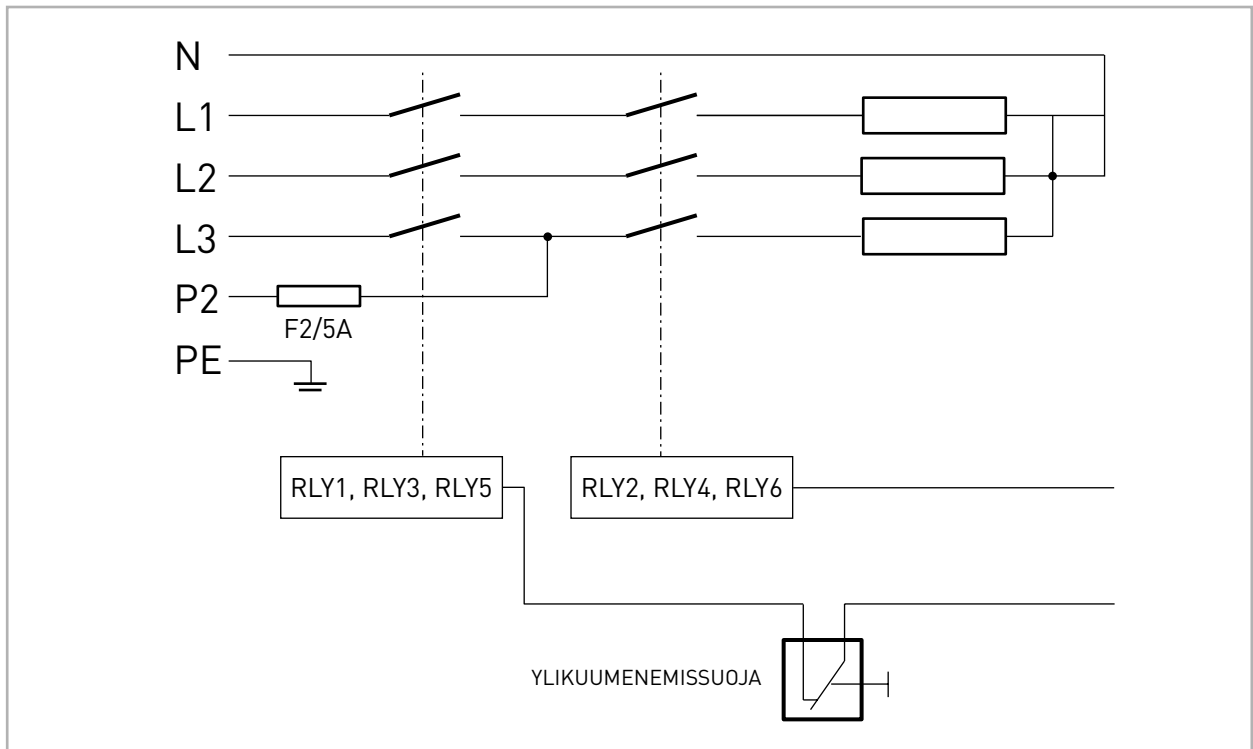 N
L1
L2
L3
P2
F2/5A
PE
RLY1, RLY3, RLY5
RLY2, RLY4, RLY6
YLIKUUMENEMISSUOJA